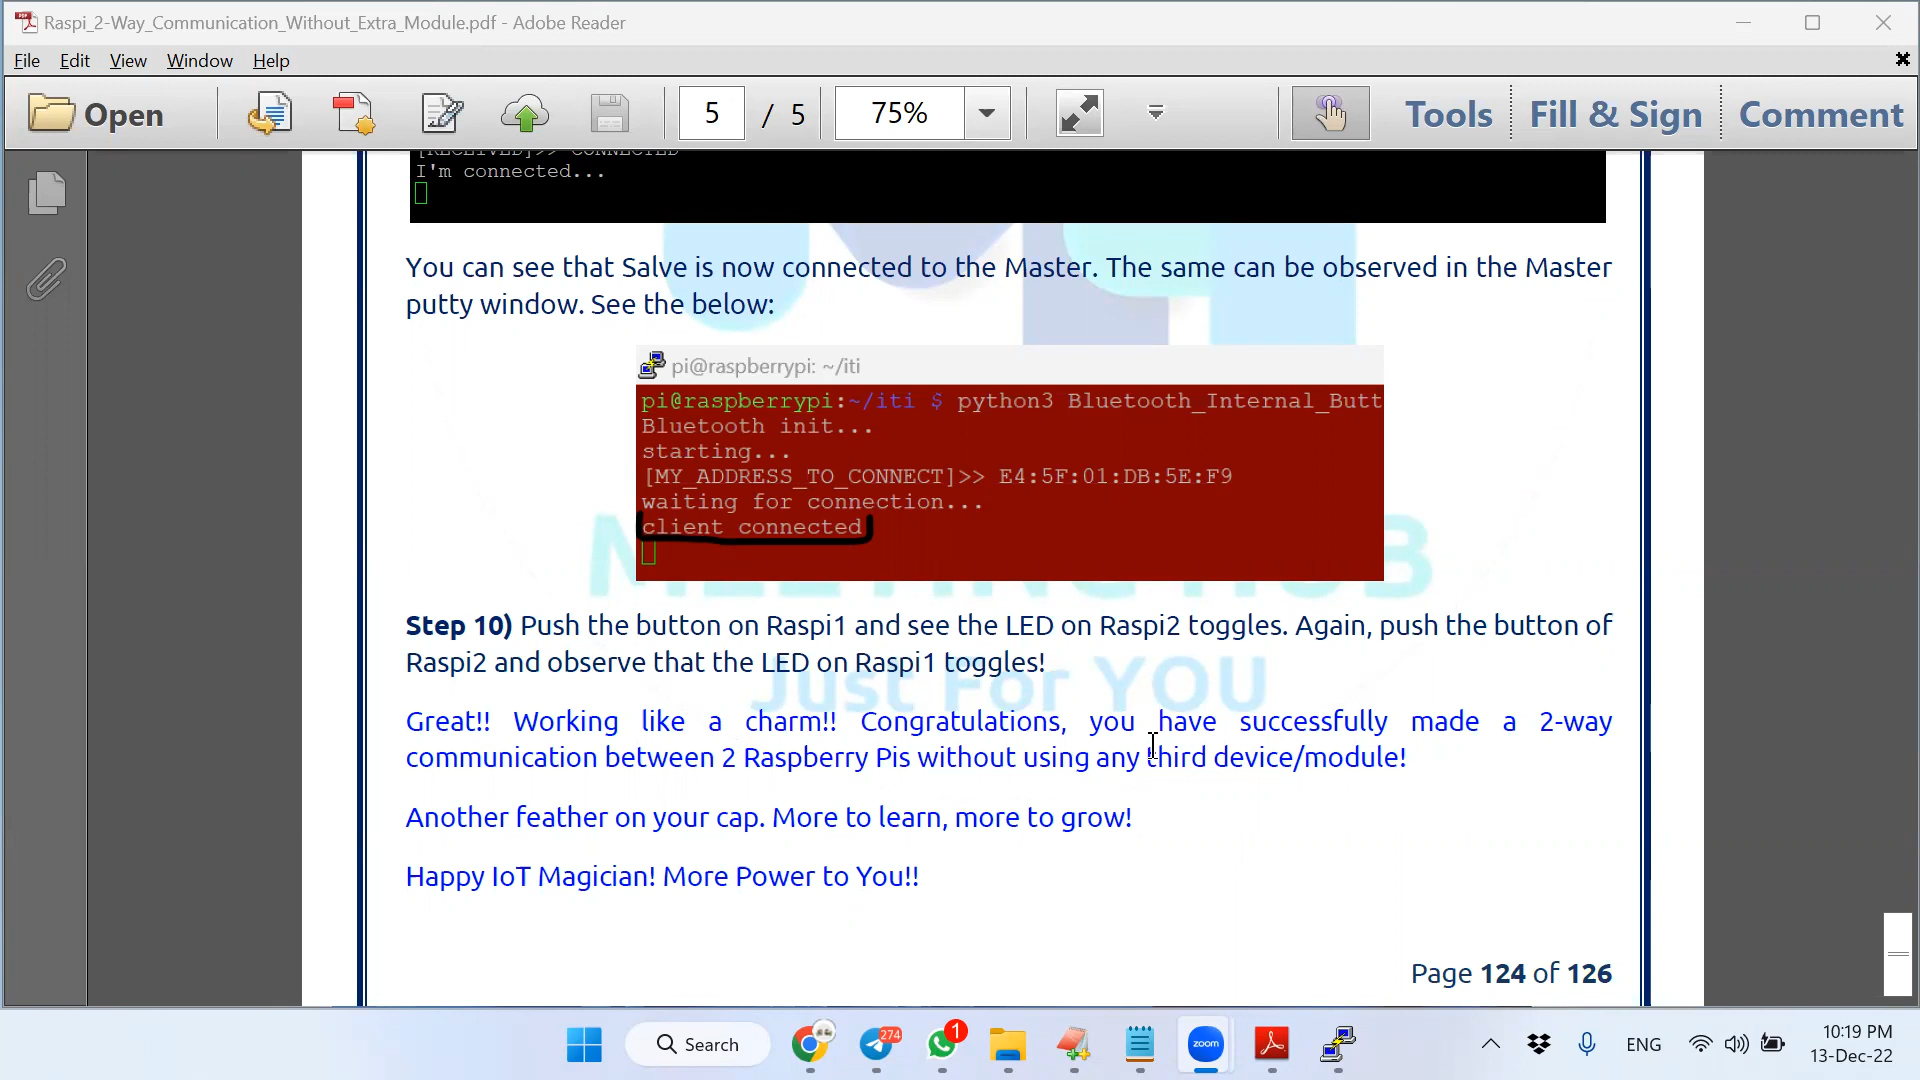 Raspi_2-Way_Communication_Without_Extra_Module.pdf - Adobe Reader
File Edit View Window Help
Open 5 / 5 75% Tools Fill & Sign Comment
[RECEIVED]>> CONNECTED
I'm connected...
You can see that Salve is now connected to the Master. The same can be observed in the Master
putty window. See the below:
pi@raspberrypi: ~/iti
pi@raspberrypi:~/iti $ python3 Bluetooth_Internal_Butt
Bluetooth init...
starting...
[MY_ADDRESS_TO_CONNECT]>> E4:5F:01:DB:5E:F9
waiting for connection...
client connected
Step 10) Push the button on Raspi1 and see the LED on Raspi2 toggles. Again, push the button of
Raspi2 and observe that the LED on Raspi1 toggles!
Just For YOU
Great!! Working like a charm!! Congratulations, you have successfully made a 2-way
communication between 2 Raspberry Pis without using any third device/module!
Another feather on your cap. More to learn, more to grow!
Happy IoT Magician! More Power to You!!
Page 124 of 126
Search
274
1
zoom
ENG
10:19 PM
13-Dec-22